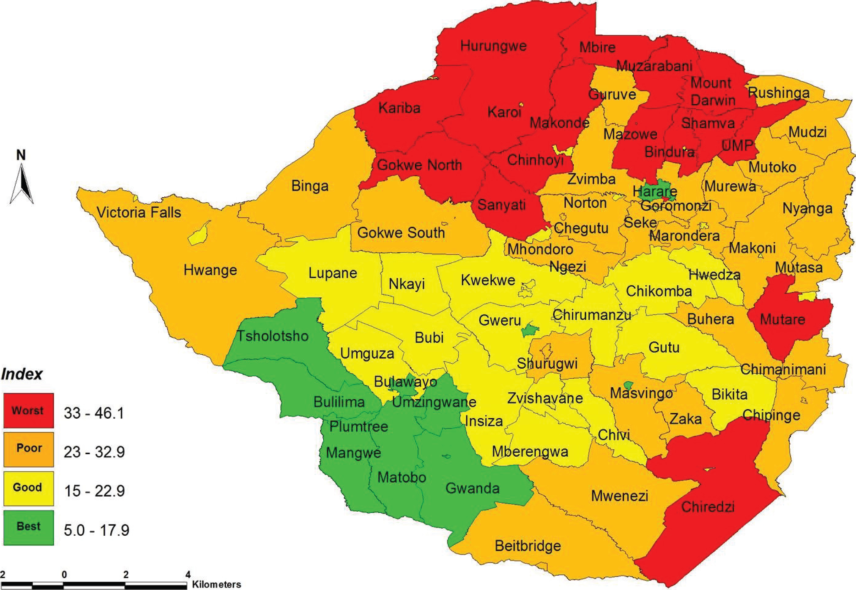 Hurungwe
Mbire
Muzarabani
Mount
Darwin
Rushinga
Guruve
Kariba
Karoi
Makonde
Mazowe
Shamva
Mudzi
UMP
Bindura
Chinhoyi
Gokwe North
Mutoko
N
Binga
Zvimba
Harare
Murewa
Sanyati
Norton
Goromonzi
Nyanga
Victoria Falls
Chegutu
Seke
Marondera
Gokwe South
Mhondoro
Makoni
Ngezi
Mutasa
Hwange
Lupane
Nkayi
Kwekwe
Hwedza
Chikomba
Gweru
Chirumanzu
Buhera
Mutare
Tsholotsho
Bubi
Umguza
Gutu
Shurugwi
Chimanimani
Index
Bulawayo
Bulilima
Umzingwane
Zvishavane
Masvingo
Bikita
Worst 33 - 46.1
Insiza
Zaka
Chipinge
Plumtree
Chivi
Poor 23 - 32.9
Mangwe
Mberengwa
Matobo
Good 15 - 22.9
Gwanda
Mwenezi
Chiredzi
Best 5.0 - 17.9
Beitbridge
2 0 2 4
Kilometers